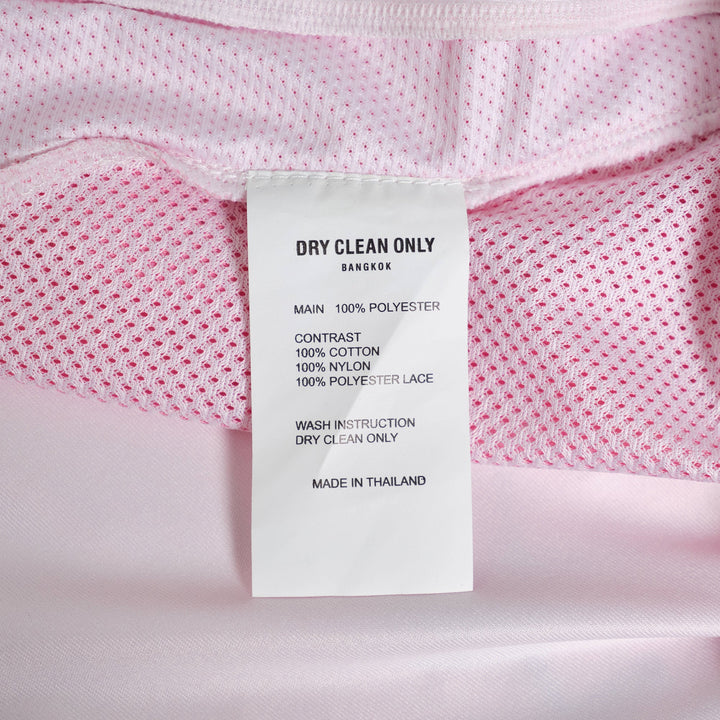 DRY CLEAN ONLY
BANGKOK
MAIN 100% POLYESTER
CONTRAST
100% COTTON
100% NYLON
100% POLYESTER LACE
WASH INSTRUCTION
DRY CLEAN ONLY
MADE IN THAILAND